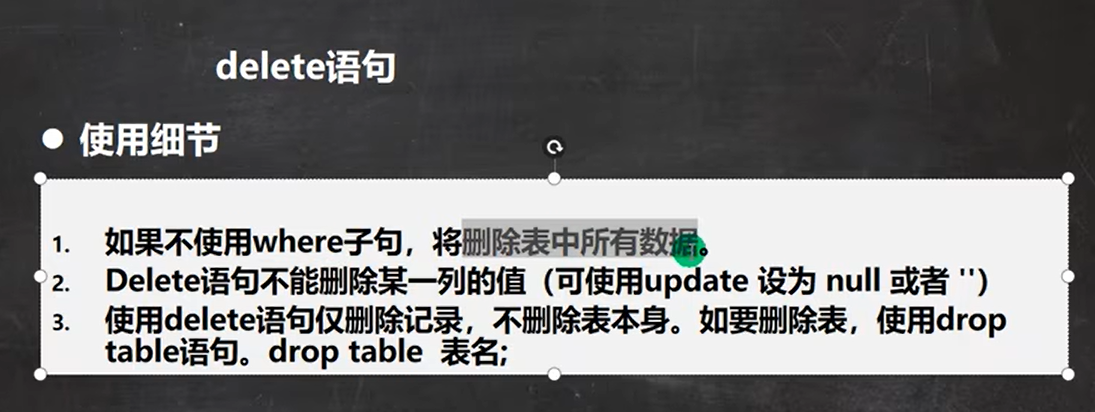 delete语句
● 使用细节
1. 如果不使用where子句，将删除表中所有数据。
2. Delete语句不能删除某一列的值（可使用update 设为 null 或者 ''）
3. 使用delete语句仅删除记录，不删除表本身。如要删除表，使用drop
table语句。drop table 表名;